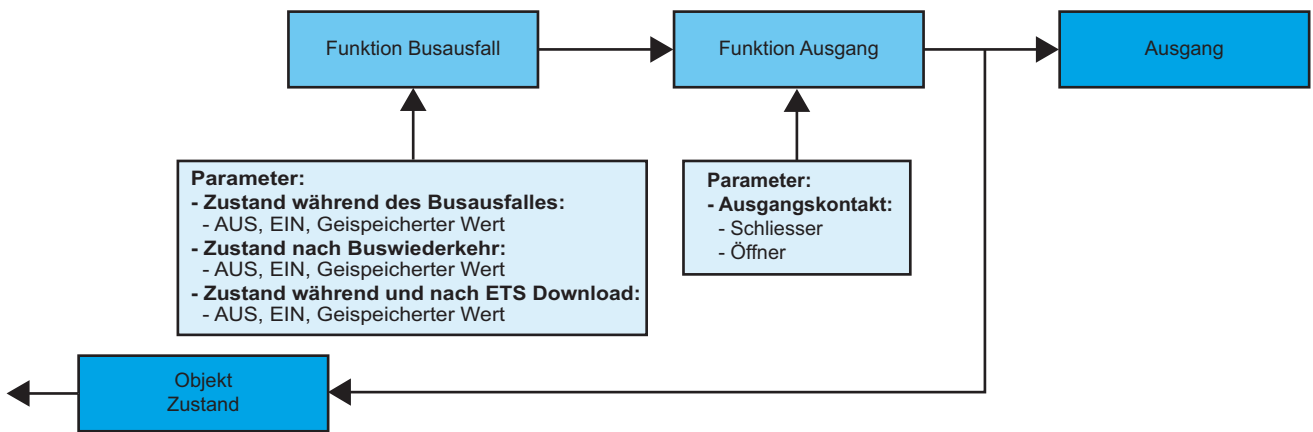 Funktion Busausfall
Funktion Ausgang
Ausgang
Parameter:
- Zustand während des Busausfalles:
- AUS, EIN, Geispeicherter Wert
- Zustand nach Buswiederkehr:
- AUS, EIN, Geispeicherter Wert
- Zustand während und nach ETS Download:
- AUS, EIN, Geispeicherter Wert
Parameter:
- Ausgangskontakt:
- Schliesser
- Öffner
Objekt
Zustand